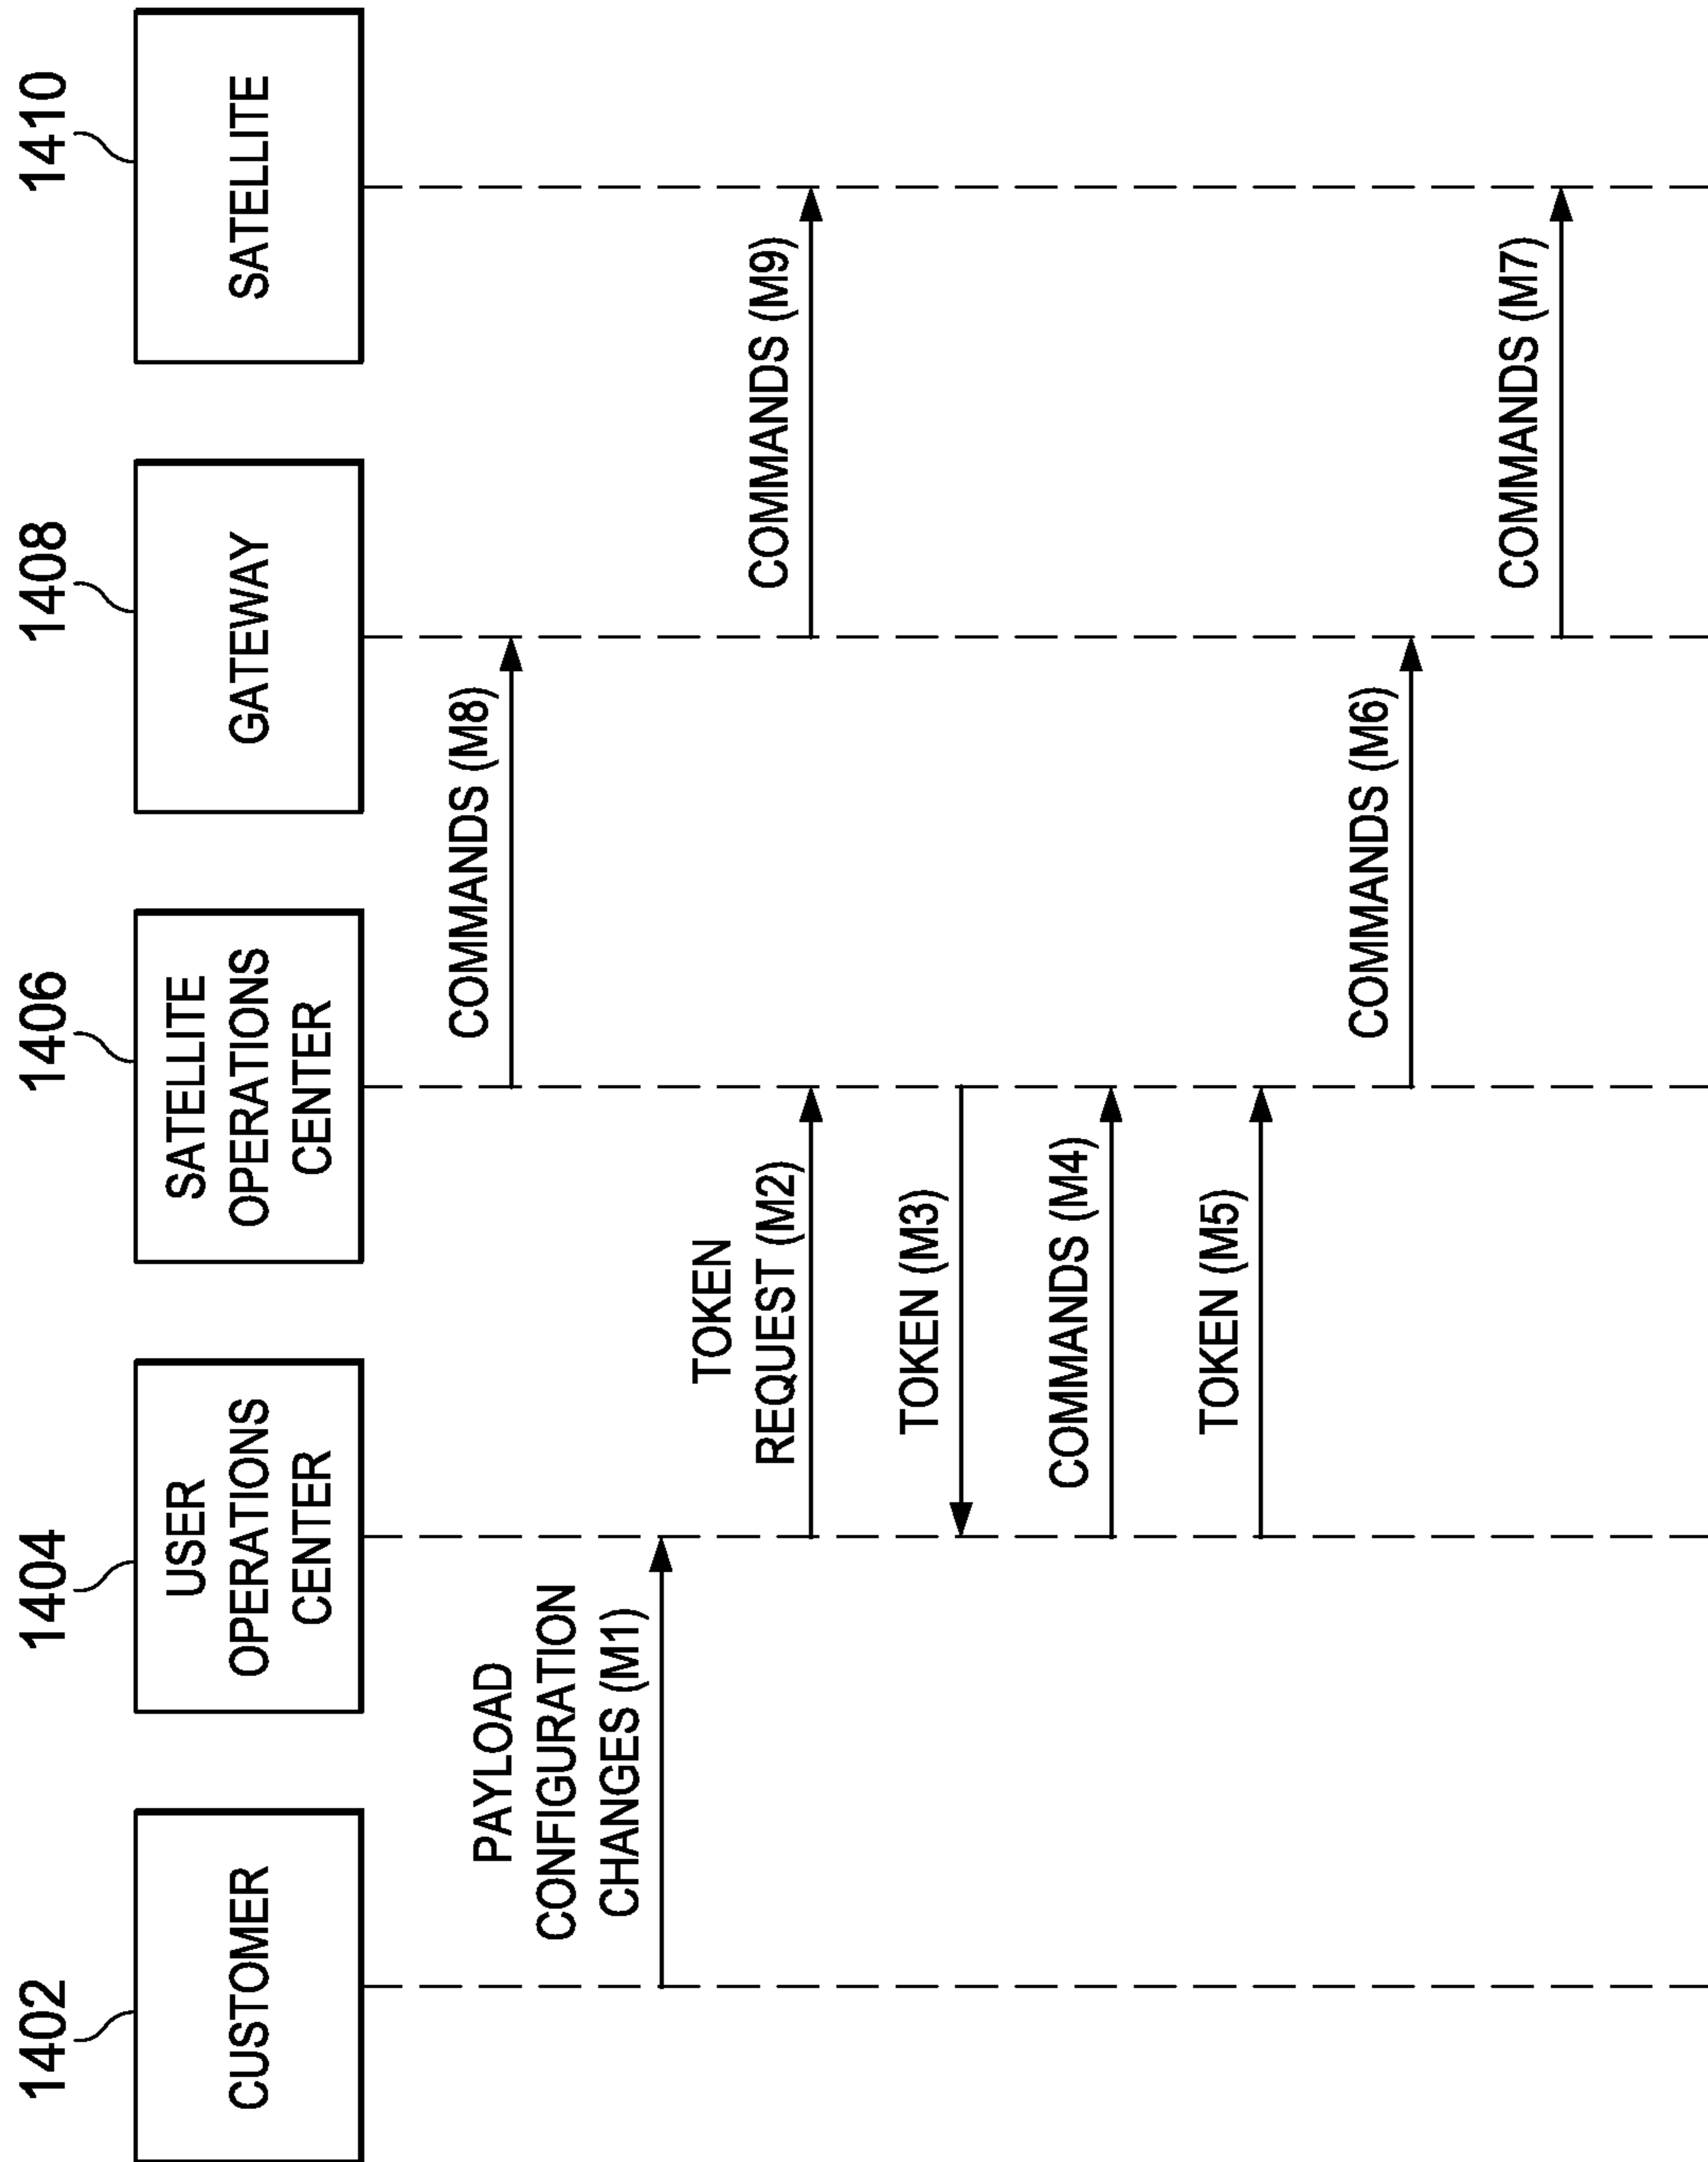 1402
1404
1406
1408
1410
CUSTOMER
USER
OPERATIONS
CENTER
SATELLITE
OPERATIONS
CENTER
GATEWAY
SATELLITE
COMMANDS (M8)
PAYLOAD
CONFIGURATION
CHANGES (M1)
TOKEN
REQUEST (M2)
COMMANDS (M9)
TOKEN (M3)
COMMANDS (M4)
TOKEN (M5)
COMMANDS (M6)
COMMANDS (M7)